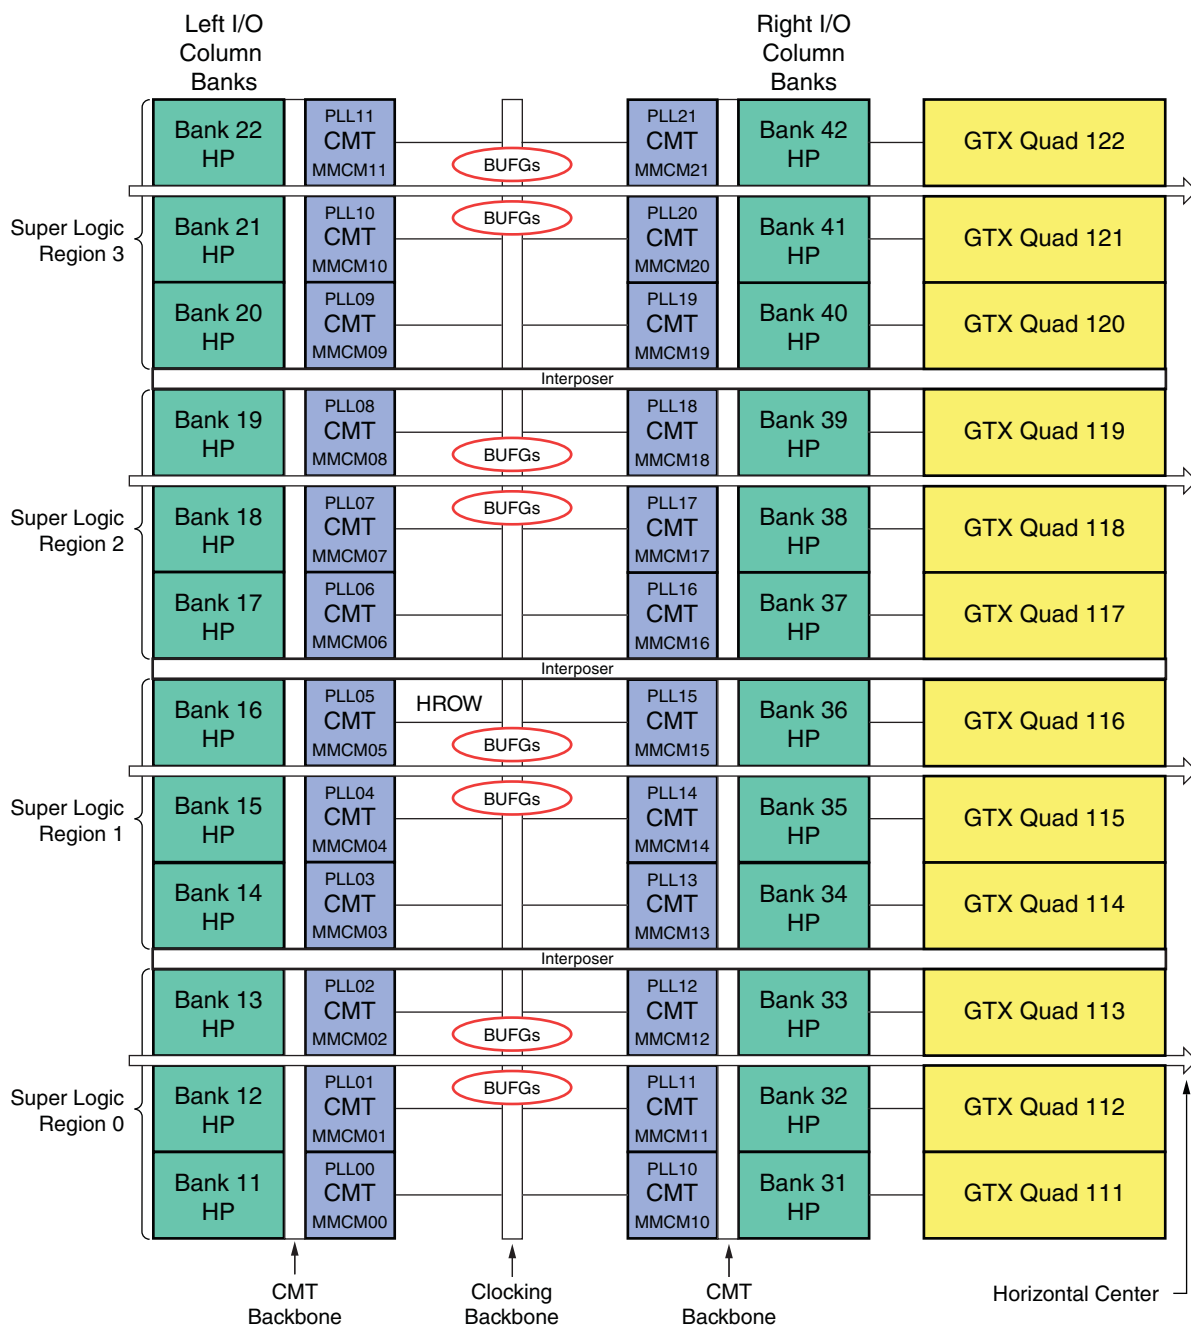 Left I/O
Column
Banks
Right I/O
Column
Banks
Bank 22
HP
PLL11
CMT
MMCM11
BUFGs
PLL21
CMT
MMCM21
Bank 42
HP
GTX Quad 122
Super Logic
Region 3
Bank 21
HP
PLL10
CMT
MMCM10
BUFGs
PLL20
CMT
MMCM20
Bank 41
HP
GTX Quad 121
Bank 20
HP
PLL09
CMT
MMCM09
PLL19
CMT
MMCM19
Bank 40
HP
GTX Quad 120
Interposer
Bank 19
HP
PLL08
CMT
MMCM08
BUFGs
PLL18
CMT
MMCM18
Bank 39
HP
GTX Quad 119
Super Logic
Region 2
Bank 18
HP
PLL07
CMT
MMCM07
BUFGs
PLL17
CMT
MMCM17
Bank 38
HP
GTX Quad 118
Bank 17
HP
PLL06
CMT
MMCM06
PLL16
CMT
MMCM16
Bank 37
HP
GTX Quad 117
Interposer
Bank 16
HP
PLL05
CMT
MMCM05
HROW
BUFGs
PLL15
CMT
MMCM15
Bank 36
HP
GTX Quad 116
Super Logic
Region 1
Bank 15
HP
PLL04
CMT
MMCM04
BUFGs
PLL14
CMT
MMCM14
Bank 35
HP
GTX Quad 115
Bank 14
HP
PLL03
CMT
MMCM03
PLL13
CMT
MMCM13
Bank 34
HP
GTX Quad 114
Interposer
Bank 13
HP
PLL02
CMT
MMCM02
BUFGs
PLL12
CMT
MMCM12
Bank 33
HP
GTX Quad 113
Super Logic
Region 0
Bank 12
HP
PLL01
CMT
MMCM01
BUFGs
PLL11
CMT
MMCM11
Bank 32
HP
GTX Quad 112
Bank 11
HP
PLL00
CMT
MMCM00
PLL10
CMT
MMCM10
Bank 31
HP
GTX Quad 111
CMT
Backbone
Clocking
Backbone
CMT
Backbone
Horizontal Center